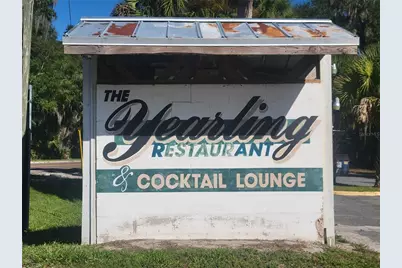 THE
Yearling
RESTAURANT
& COCKTAIL LOUNGE